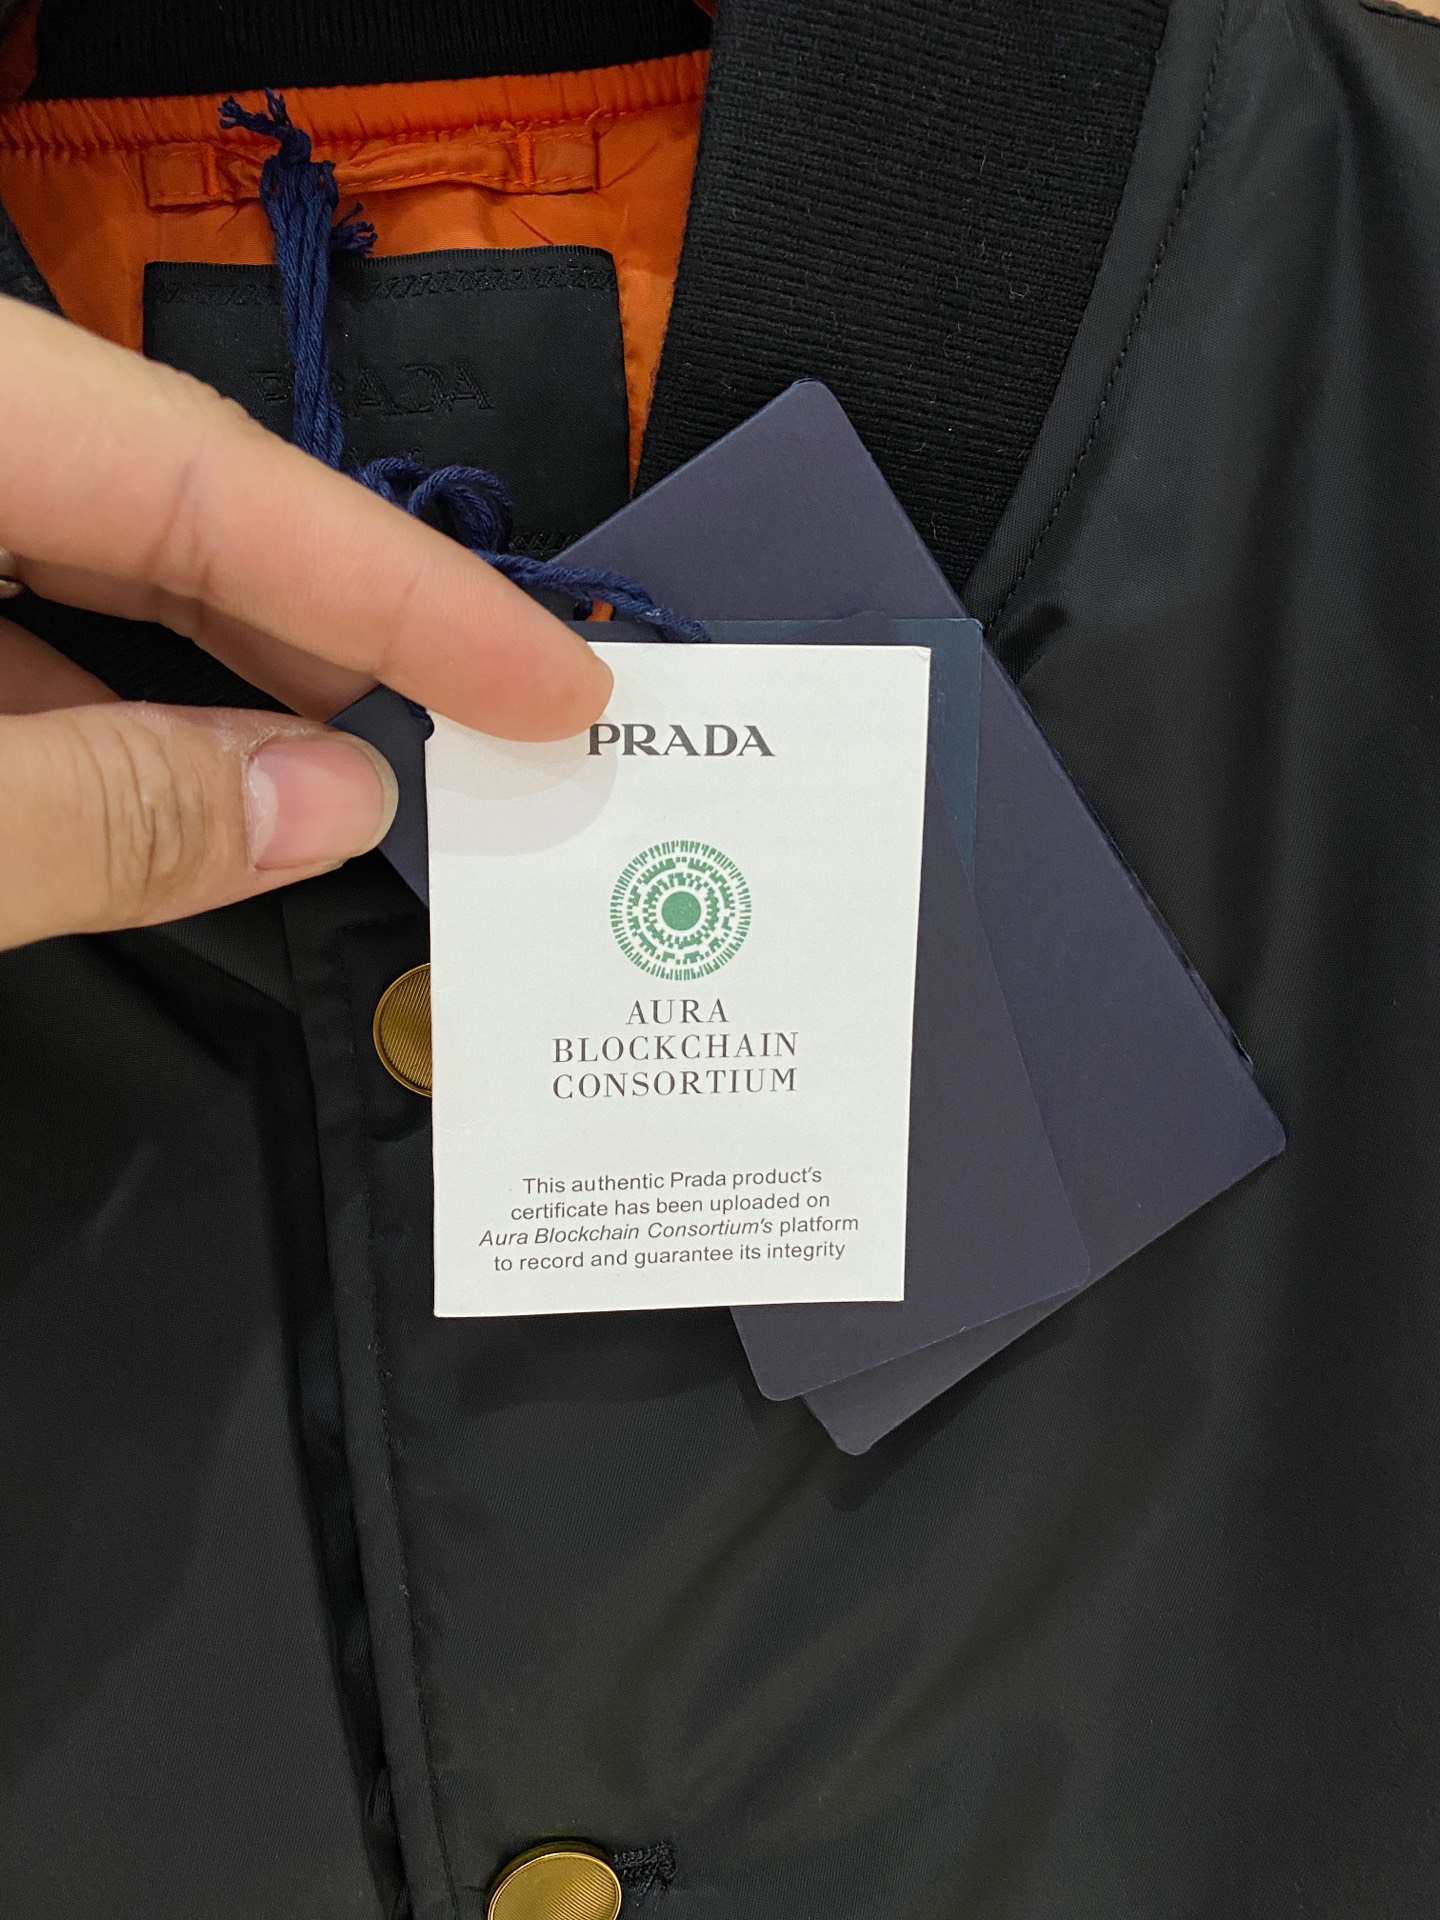 PRADA
AURA
BLOCKCHAIN
CONSORTIUM
This authentic Prada product's
certificate has been uploaded on
Aura Blockchain Consortium's platform
to record and guarantee its integrity